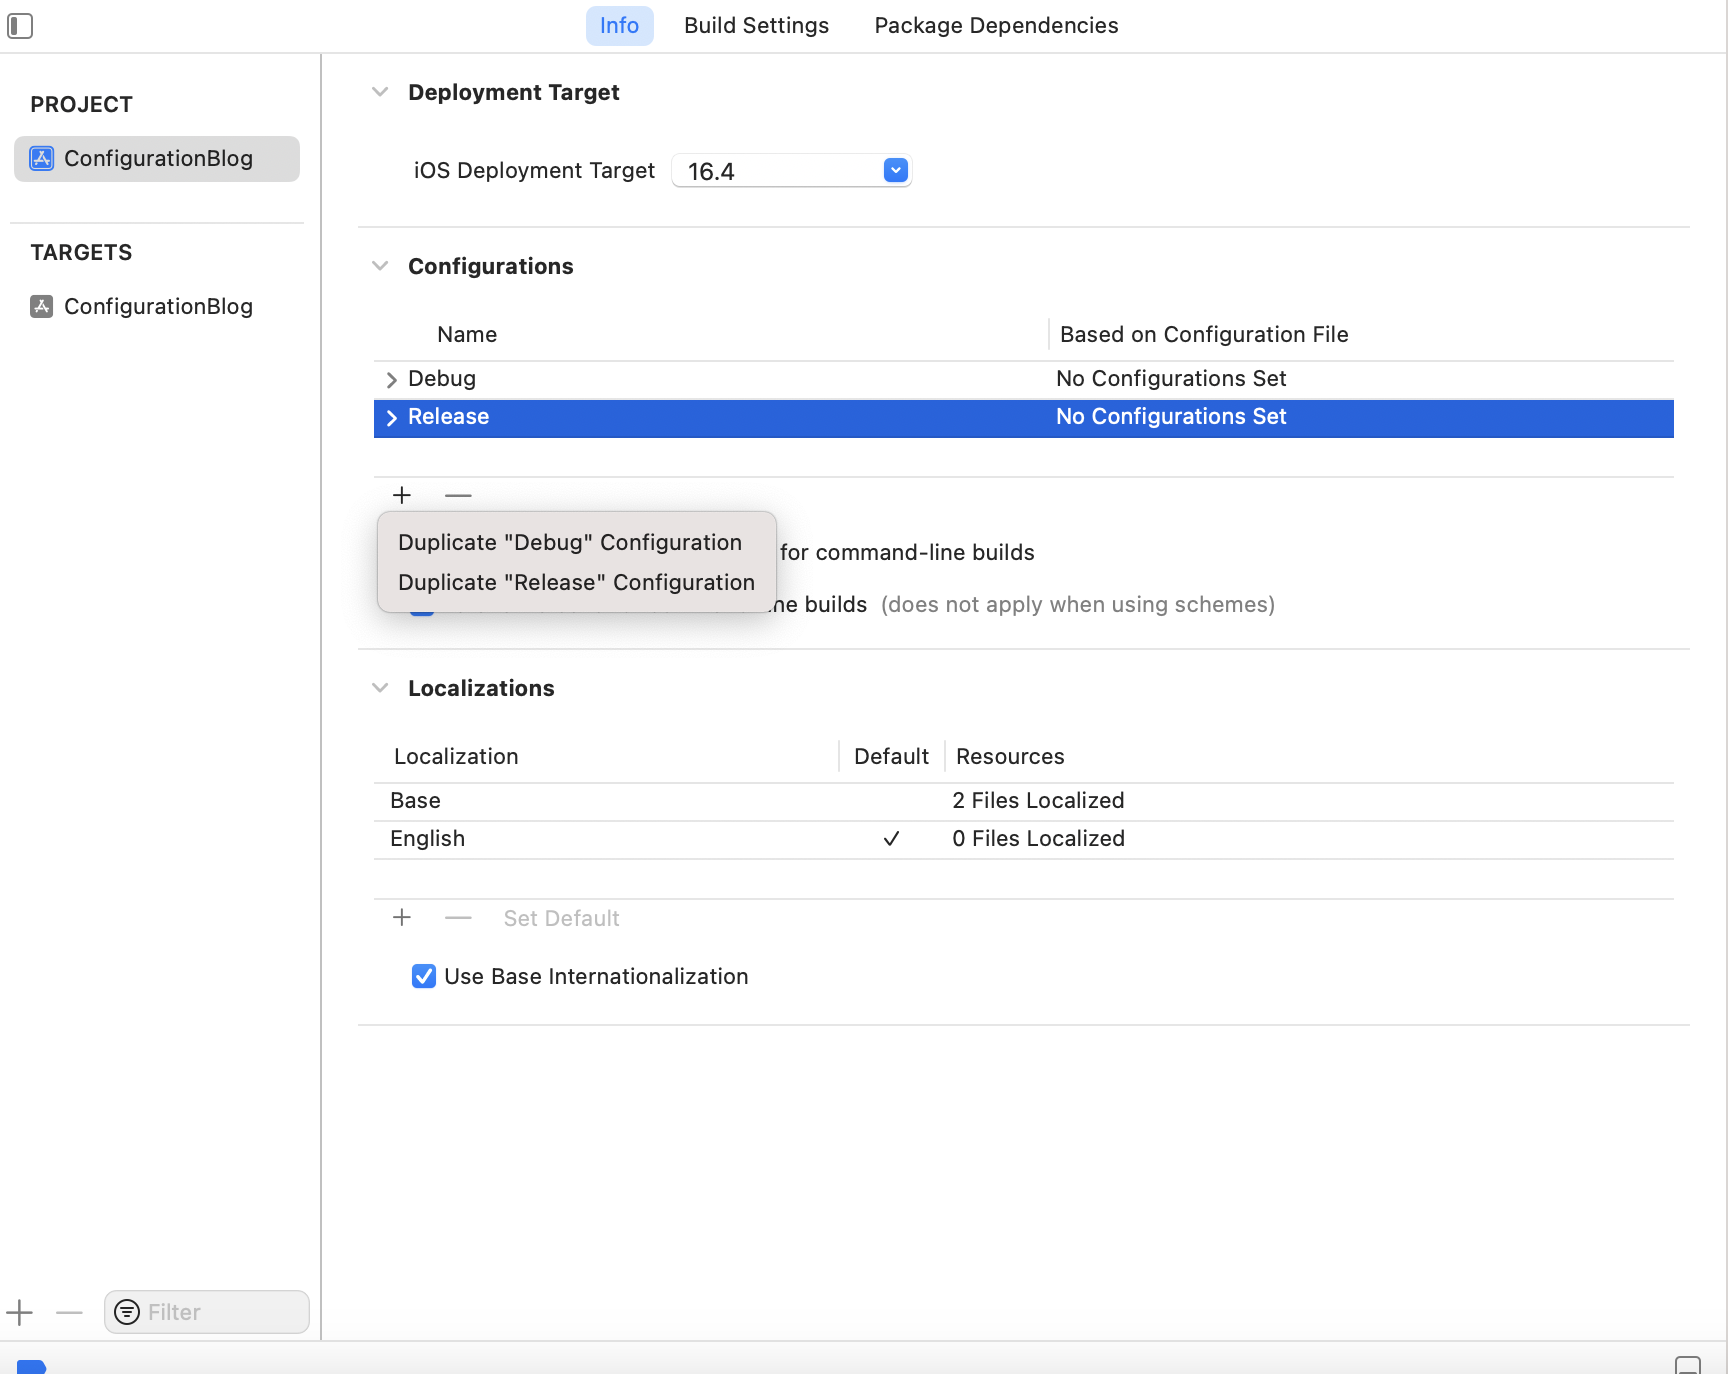 Info Build Settings Package Dependencies
PROJECT
ConfigurationBlog
TARGETS
ConfigurationBlog
Deployment Target
iOS Deployment Target 16.4
Configurations
Name Based on Configuration File
Debug No Configurations Set
Release No Configurations Set
Duplicate "Debug" Configuration
Duplicate "Release" Configuration
for command-line builds
builds (does not apply when using schemes)
Localizations
Localization Default Resources
Base 2 Files Localized
English 0 Files Localized
Set Default
Use Base Internationalization
Filter